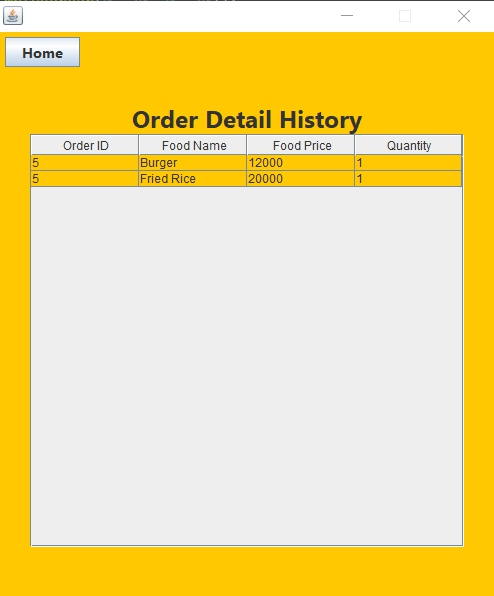 Home
Order Detail History
Order ID Food Name Food Price Quantity
5 Burger 12000 1
5 Fried Rice 20000 1